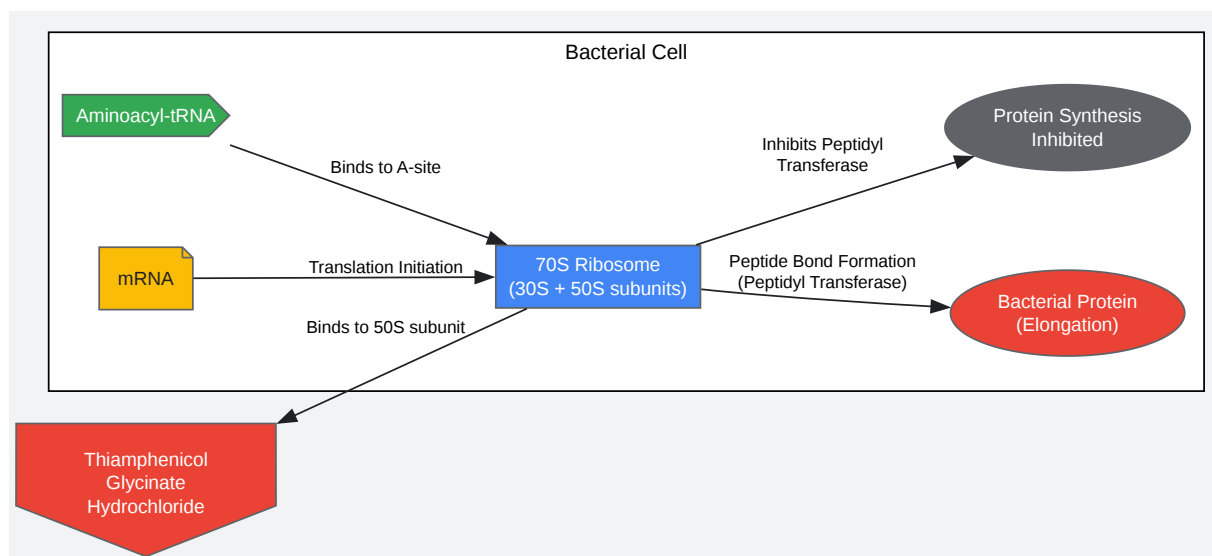 Bacterial Cell
Aminoacyl-tRNA
Binds to A-site
Inhibits Peptidyl
Transferase
Protein Synthesis
Inhibited
mRNA
Translation Initiation
70S Ribosome
(30S + 50S subunits)
Peptide Bond Formation
(Peptidyl Transferase)
Bacterial Protein
(Elongation)
Binds to 50S subunit
Thiamphenicol
Glycinate
Hydrochloride